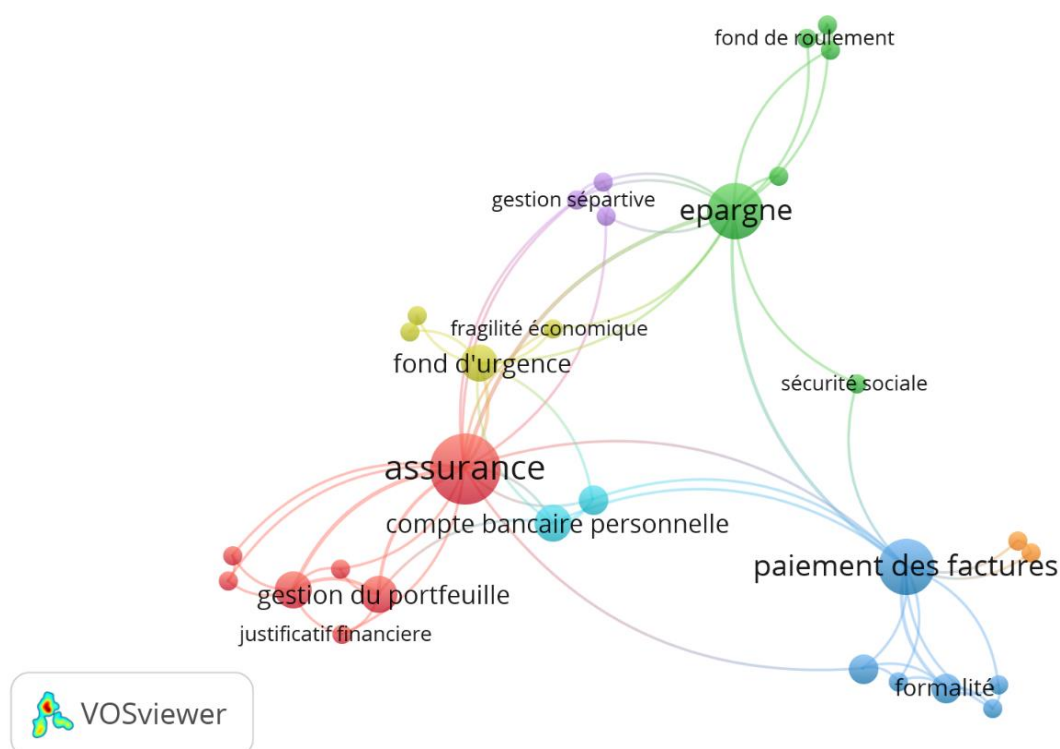 fond de roulement
gestion sépartive
epargne
fragilité économique
fond d'urgence
sécurité sociale
assurance
compte bancaire personnelle
paiement des factures
gestion du portfeuille
justificatif financiere
formalité
VOSviewer